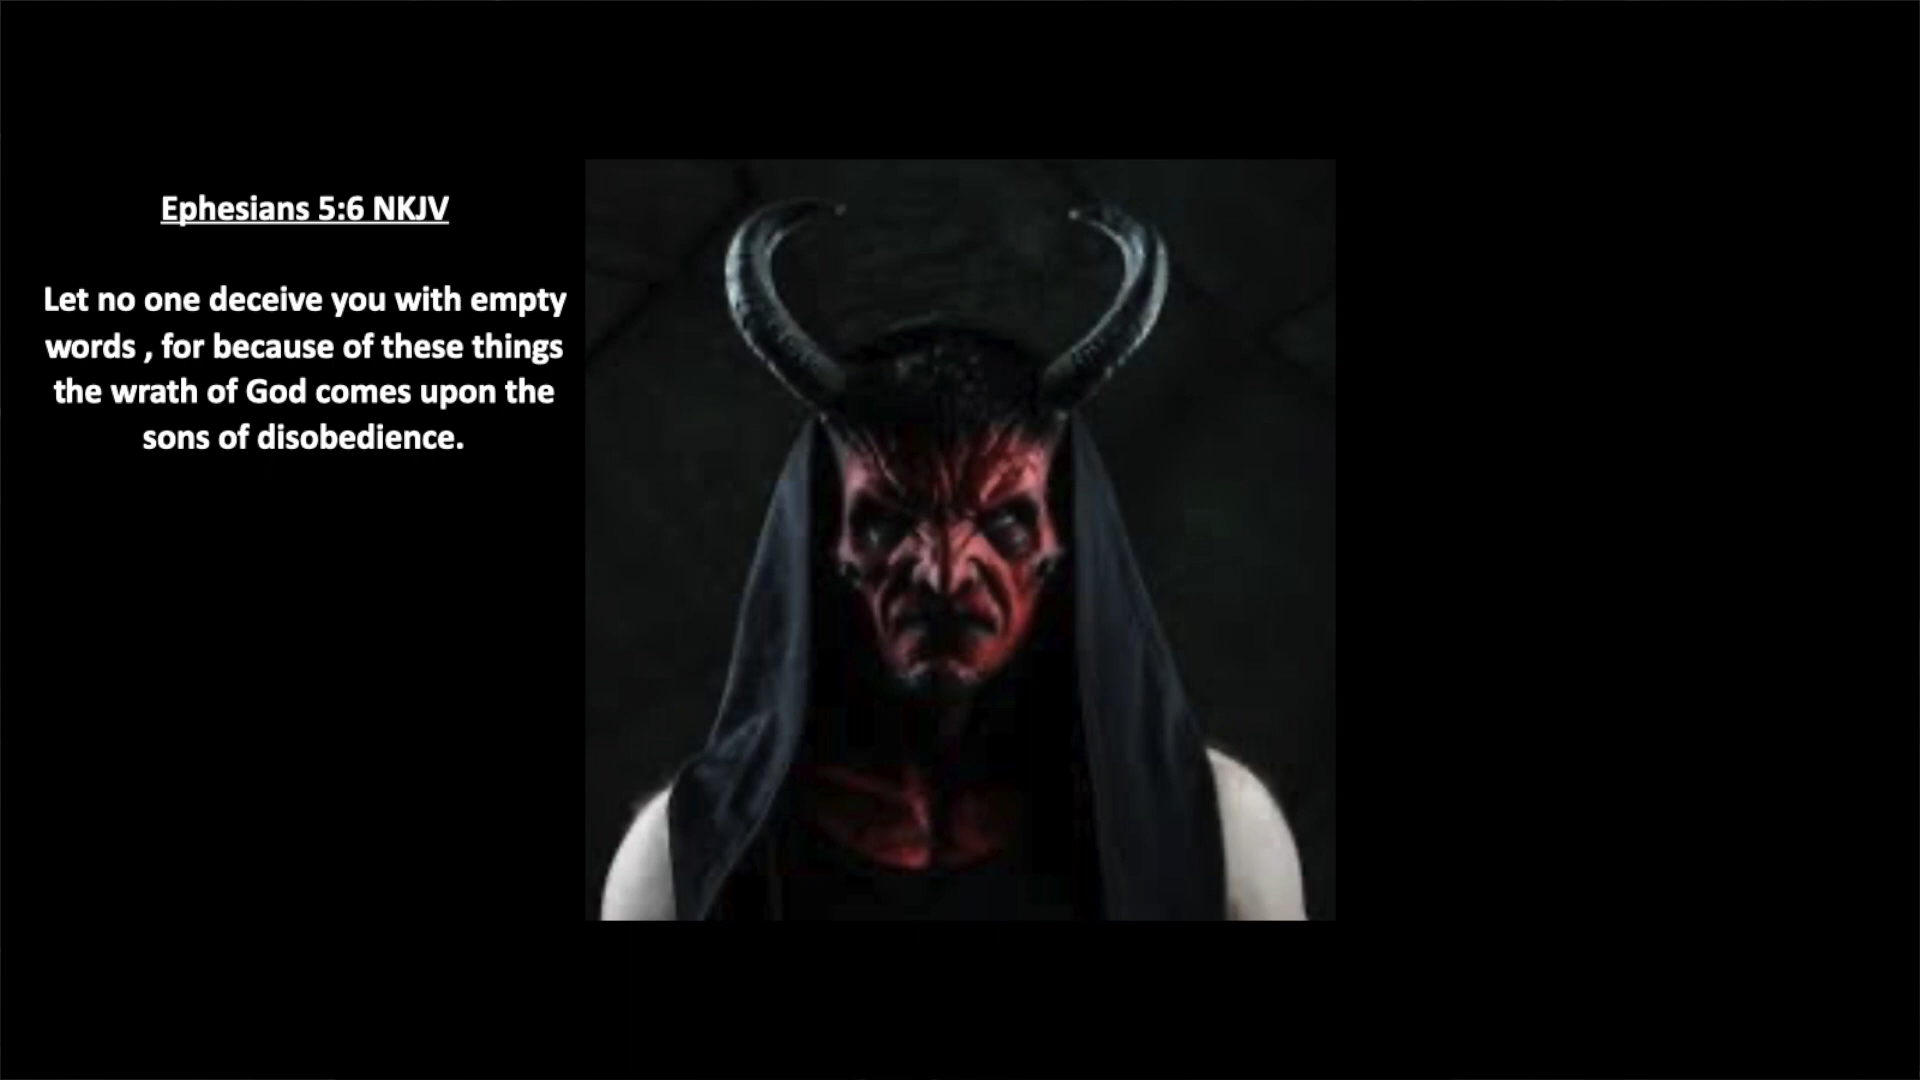 Ephesians 5:6 NKJV
Let no one deceive you with empty
words , for because of these things
the wrath of God comes upon the
sons of disobedience.